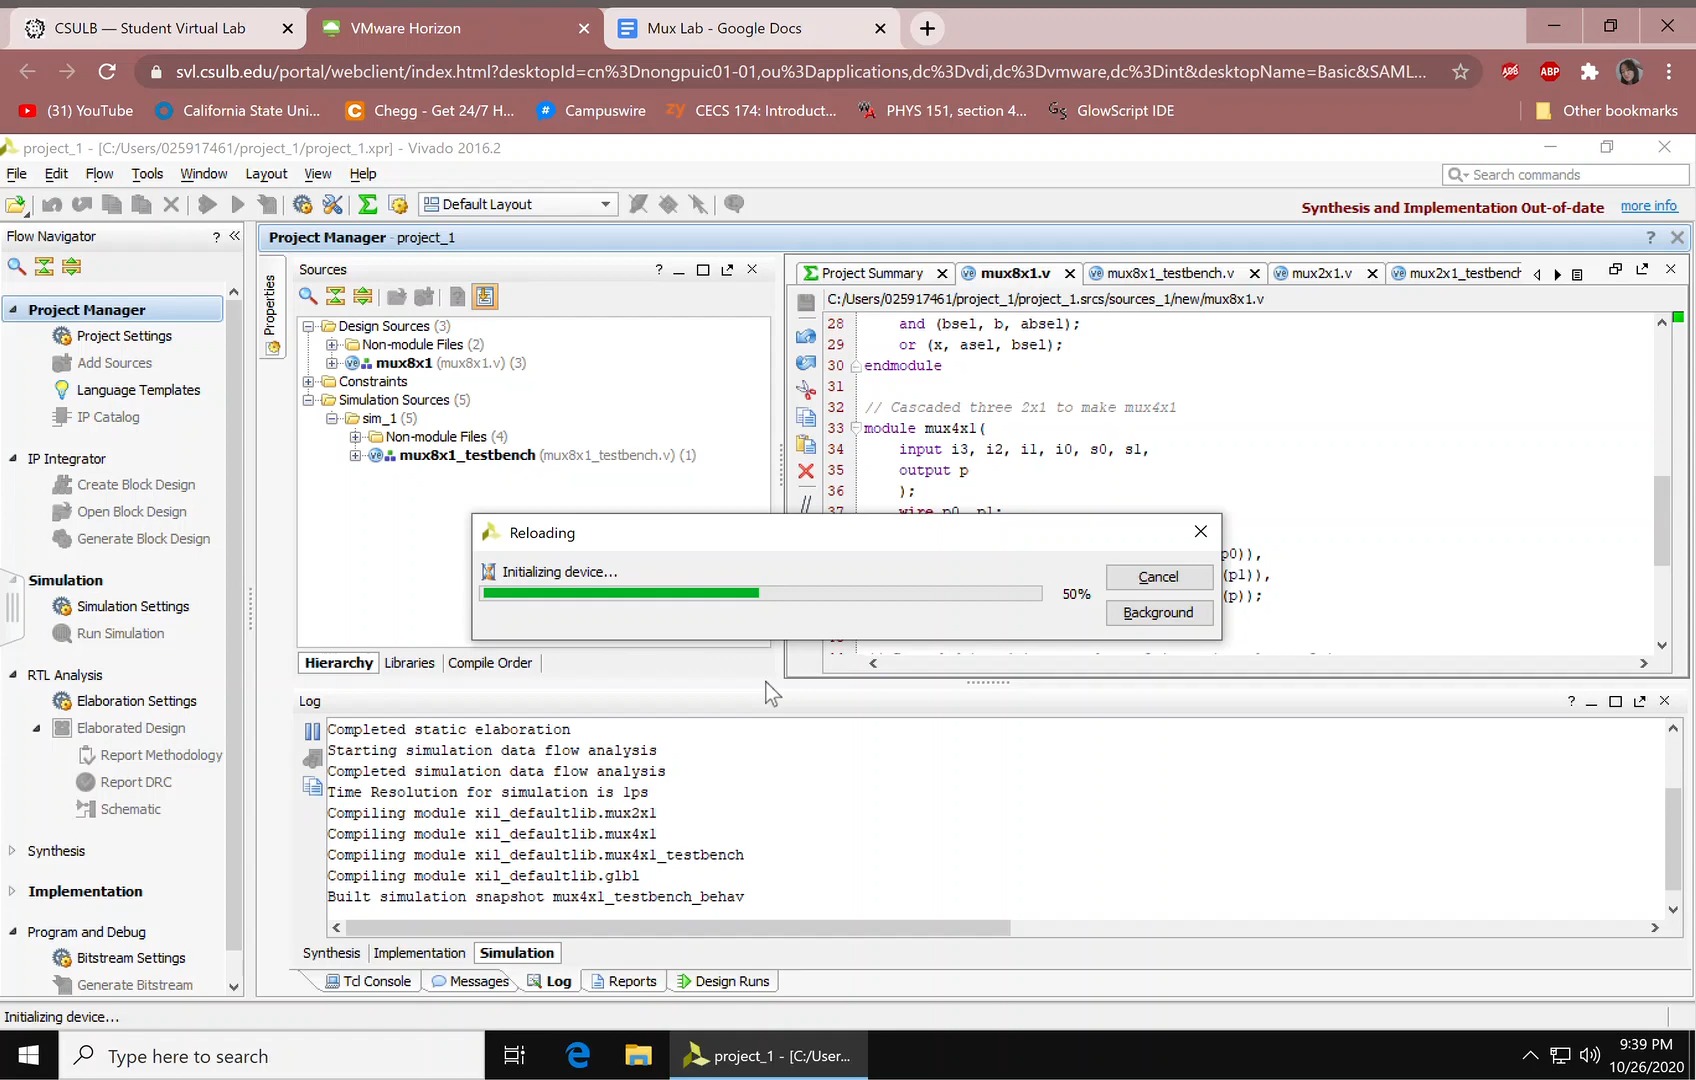 CSULB — Student Virtual Lab
VMware Horizon
Mux Lab - Google Docs
svl.csulb.edu/portal/webclient/index.html?desktopId=cn%3Dnongpuic01-01,ou%3Dapplications,dc%3Dvdi,dc%3Dvmware,dc%3Dint&desktopName=Basic&SAML...
ABP
(31) YouTube
California State Uni...
Chegg - Get 24/7 H...
Campuswire
CECS 174: Introduct...
PHYS 151, section 4...
GlowScript IDE
Other bookmarks
project_1 - [C:/Users/025917461/project_1/project_1.xpr] - Vivado 2016.2
File Edit Flow Tools Window Layout View Help
Search commands
Default Layout
Synthesis and Implementation Out-of-date more info
Flow Navigator
Project Manager
Project Settings
Add Sources
Language Templates
IP Catalog
IP Integrator
Create Block Design
Open Block Design
Generate Block Design
Simulation
Simulation Settings
Run Simulation
RTL Analysis
Elaboration Settings
Elaborated Design
Report Methodology
Report DRC
Schematic
Synthesis
Implementation
Program and Debug
Bitstream Settings
Generate Bitstream
Project Manager - project_1
Properties
Sources
Design Sources (3)
Non-module Files (2)
mux8x1 (mux8x1.v) (3)
Constraints
Simulation Sources (5)
sim_1 (5)
Non-module Files (4)
mux8x1_testbench (mux8x1_testbench.v) (1)
Hierarchy Libraries Compile Order
Project Summary
mux8x1.v
mux8x1_testbench.v
mux2x1.v
mux2x1_testbench
C:/Users/025917461/project_1/project_1.srcs/sources_1/new/mux8x1.v
28 and (bsel, b, absel);
29 or (x, asel, bsel);
30 endmodule
31
32 // Cascaded three 2x1 to make mux4x1
33 module mux4x1(
34 input i3, i2, i1, i0, s0, s1,
35 output p
36 );
37 wire p0, p1;
p0)),
(p1)),
(p));
Reloading
Initializing device...
50%
Cancel
Background
Log
Completed static elaboration
Starting simulation data flow analysis
Completed simulation data flow analysis
Time Resolution for simulation is 1ps
Compiling module xil_defaultlib.mux2x1
Compiling module xil_defaultlib.mux4x1
Compiling module xil_defaultlib.mux4x1_testbench
Compiling module xil_defaultlib.glbl
Built simulation snapshot mux4x1_testbench_behav
Synthesis Implementation Simulation
Tcl Console Messages Log Reports Design Runs
Initializing device...
Type here to search
project_1 - [C:/User...
9:39 PM
10/26/2020